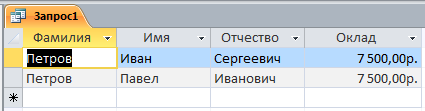 Запрос1
Фамилия Имя Отчество Оклад
Петров Иван Сергеевич 7 500,00р.
Петров Павел Иванович 7 500,00р.